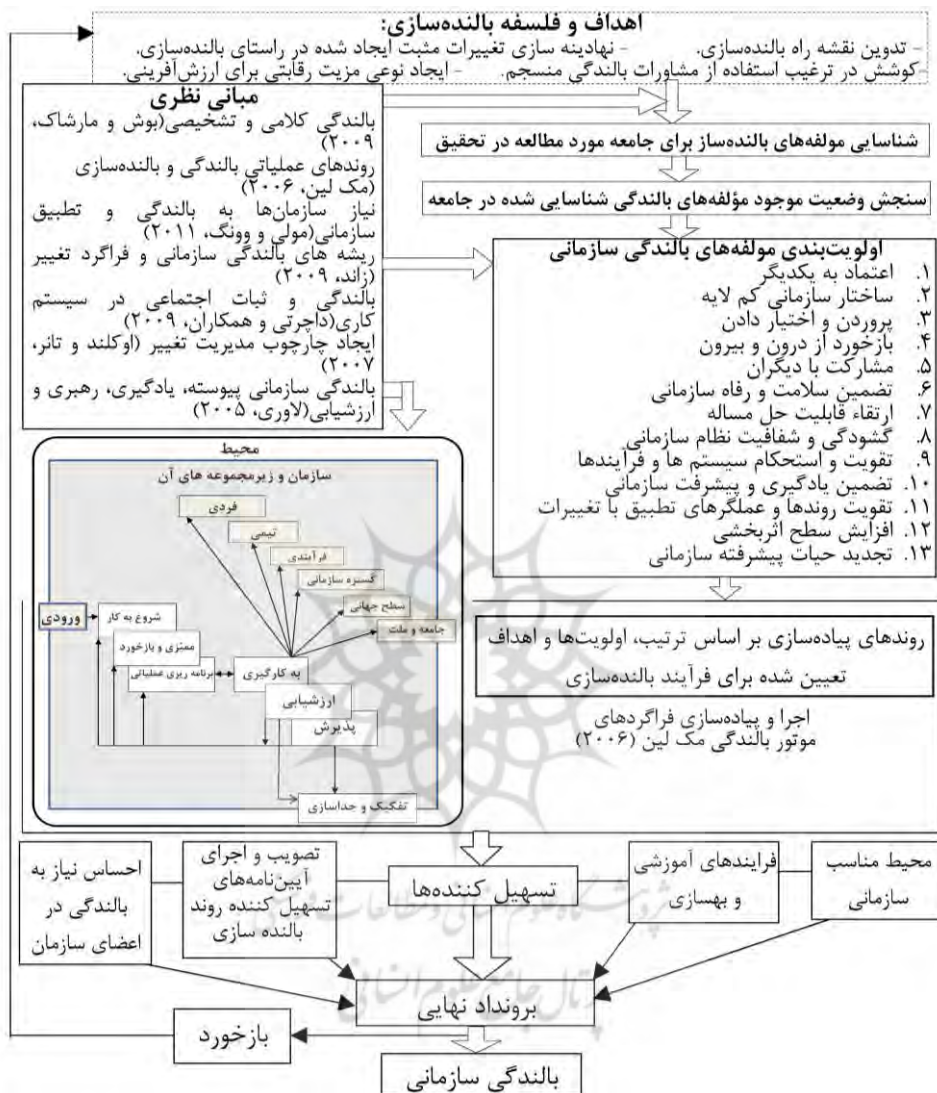 اهداف و فلسفه بالنده‌سازی:
- تدوین نقشه راه بالنده‌سازی. - نهادینه سازی تغییرات مثبت ایجاد شده در راستای بالنده‌سازی.
-کوشش در ترغیب استفاده از مشاورات بالندگی منسجم. - ایجاد نوعی مزیت رقابتی برای ارزش‌آفرینی.
مبانی نظری
بالندگی کلامی و تشخیصی(بوش و مارشاک،
۲۰۰۹)
روندهای عملیاتی بالندگی و بالنده‌سازی
(مک لین، ۲۰۰۶)
نیاز سازمان‌ها به بالندگی و تطبیق
سازمانی(مولی و وونگ، ۲۰۱۱)
ریشه های بالندگی سازمانی و فراگرد تغییر
(زاند، ۲۰۰۹)
بالندگی و ثبات اجتماعی در سیستم
کاری(داچرتی و همکاران، ۲۰۰۹)
ایجاد چارچوب مدیریت تغییر (اوکلند و تانر،
۲۰۰۷)
بالندگی سازمانی پیوسته، یادگیری، رهبری و
ارزشیابی(لاوری، ۲۰۰۵)
شناسایی مولفه‌های بالنده‌ساز برای جامعه مورد مطالعه در تحقیق
سنجش وضعیت موجود مؤلفه‌های بالندگی شناسایی شده در جامعه
اولویت‌بندی مولفه‌های بالندگی سازمانی
۱. اعتماد به یکدیگر
۲. ساختار سازمانی کم لایه
۳. پروردن و اختیار دادن
۴. بازخورد از درون و بیرون
۵. مشارکت با دیگران
۶. تضمین سلامت و رفاه سازمانی
۷. ارتقاء قابلیت حل مساله
۸. گشودگی و شفافیت نظام سازمانی
۹. تقویت و استحکام سیستم ها و فرآیندها
۱۰. تضمین یادگیری و پیشرفت سازمانی
۱۱. تقویت روندها و عملگرهای تطبیق با تغییرات
۱۲. افزایش سطح اثربخشی
۱۳. تجدید حیات پیشرفته سازمانی
محیط
سازمان و زیرمجموعه های آن
فردی
تیمی
فرآیندی
گستره سازمانی
سطح جهانی
جامعه و ملت
ورودی
شروع به کار
ممیزی و بازخورد
برنامه ریزی عملیاتی
به کارگیری
ارزشیابی
پذیرش
تفکیک و جداسازی
روندهای پیاده‌سازی بر اساس ترتیب، اولویت‌ها و اهداف
تعیین شده برای فرآیند بالنده‌سازی
اجرا و پیاده‌سازی فراگردهای
موتور بالندگی مک لین (۲۰۰۶)
محیط مناسب
سازمانی
فرایندهای آموزشی
و بهسازی
تسهیل کننده‌ها
تصویب و اجرای
آیین‌نامه‌های
تسهیل کننده روند
بالنده سازی
احساس نیاز به
بالندگی در
اعضای سازمان
پژوهشگاه علوم انسانی و مطالعات فرهنگی
پرتال جامع علوم انسانی
برونداد نهایی
بازخورد
بالندگی سازمانی